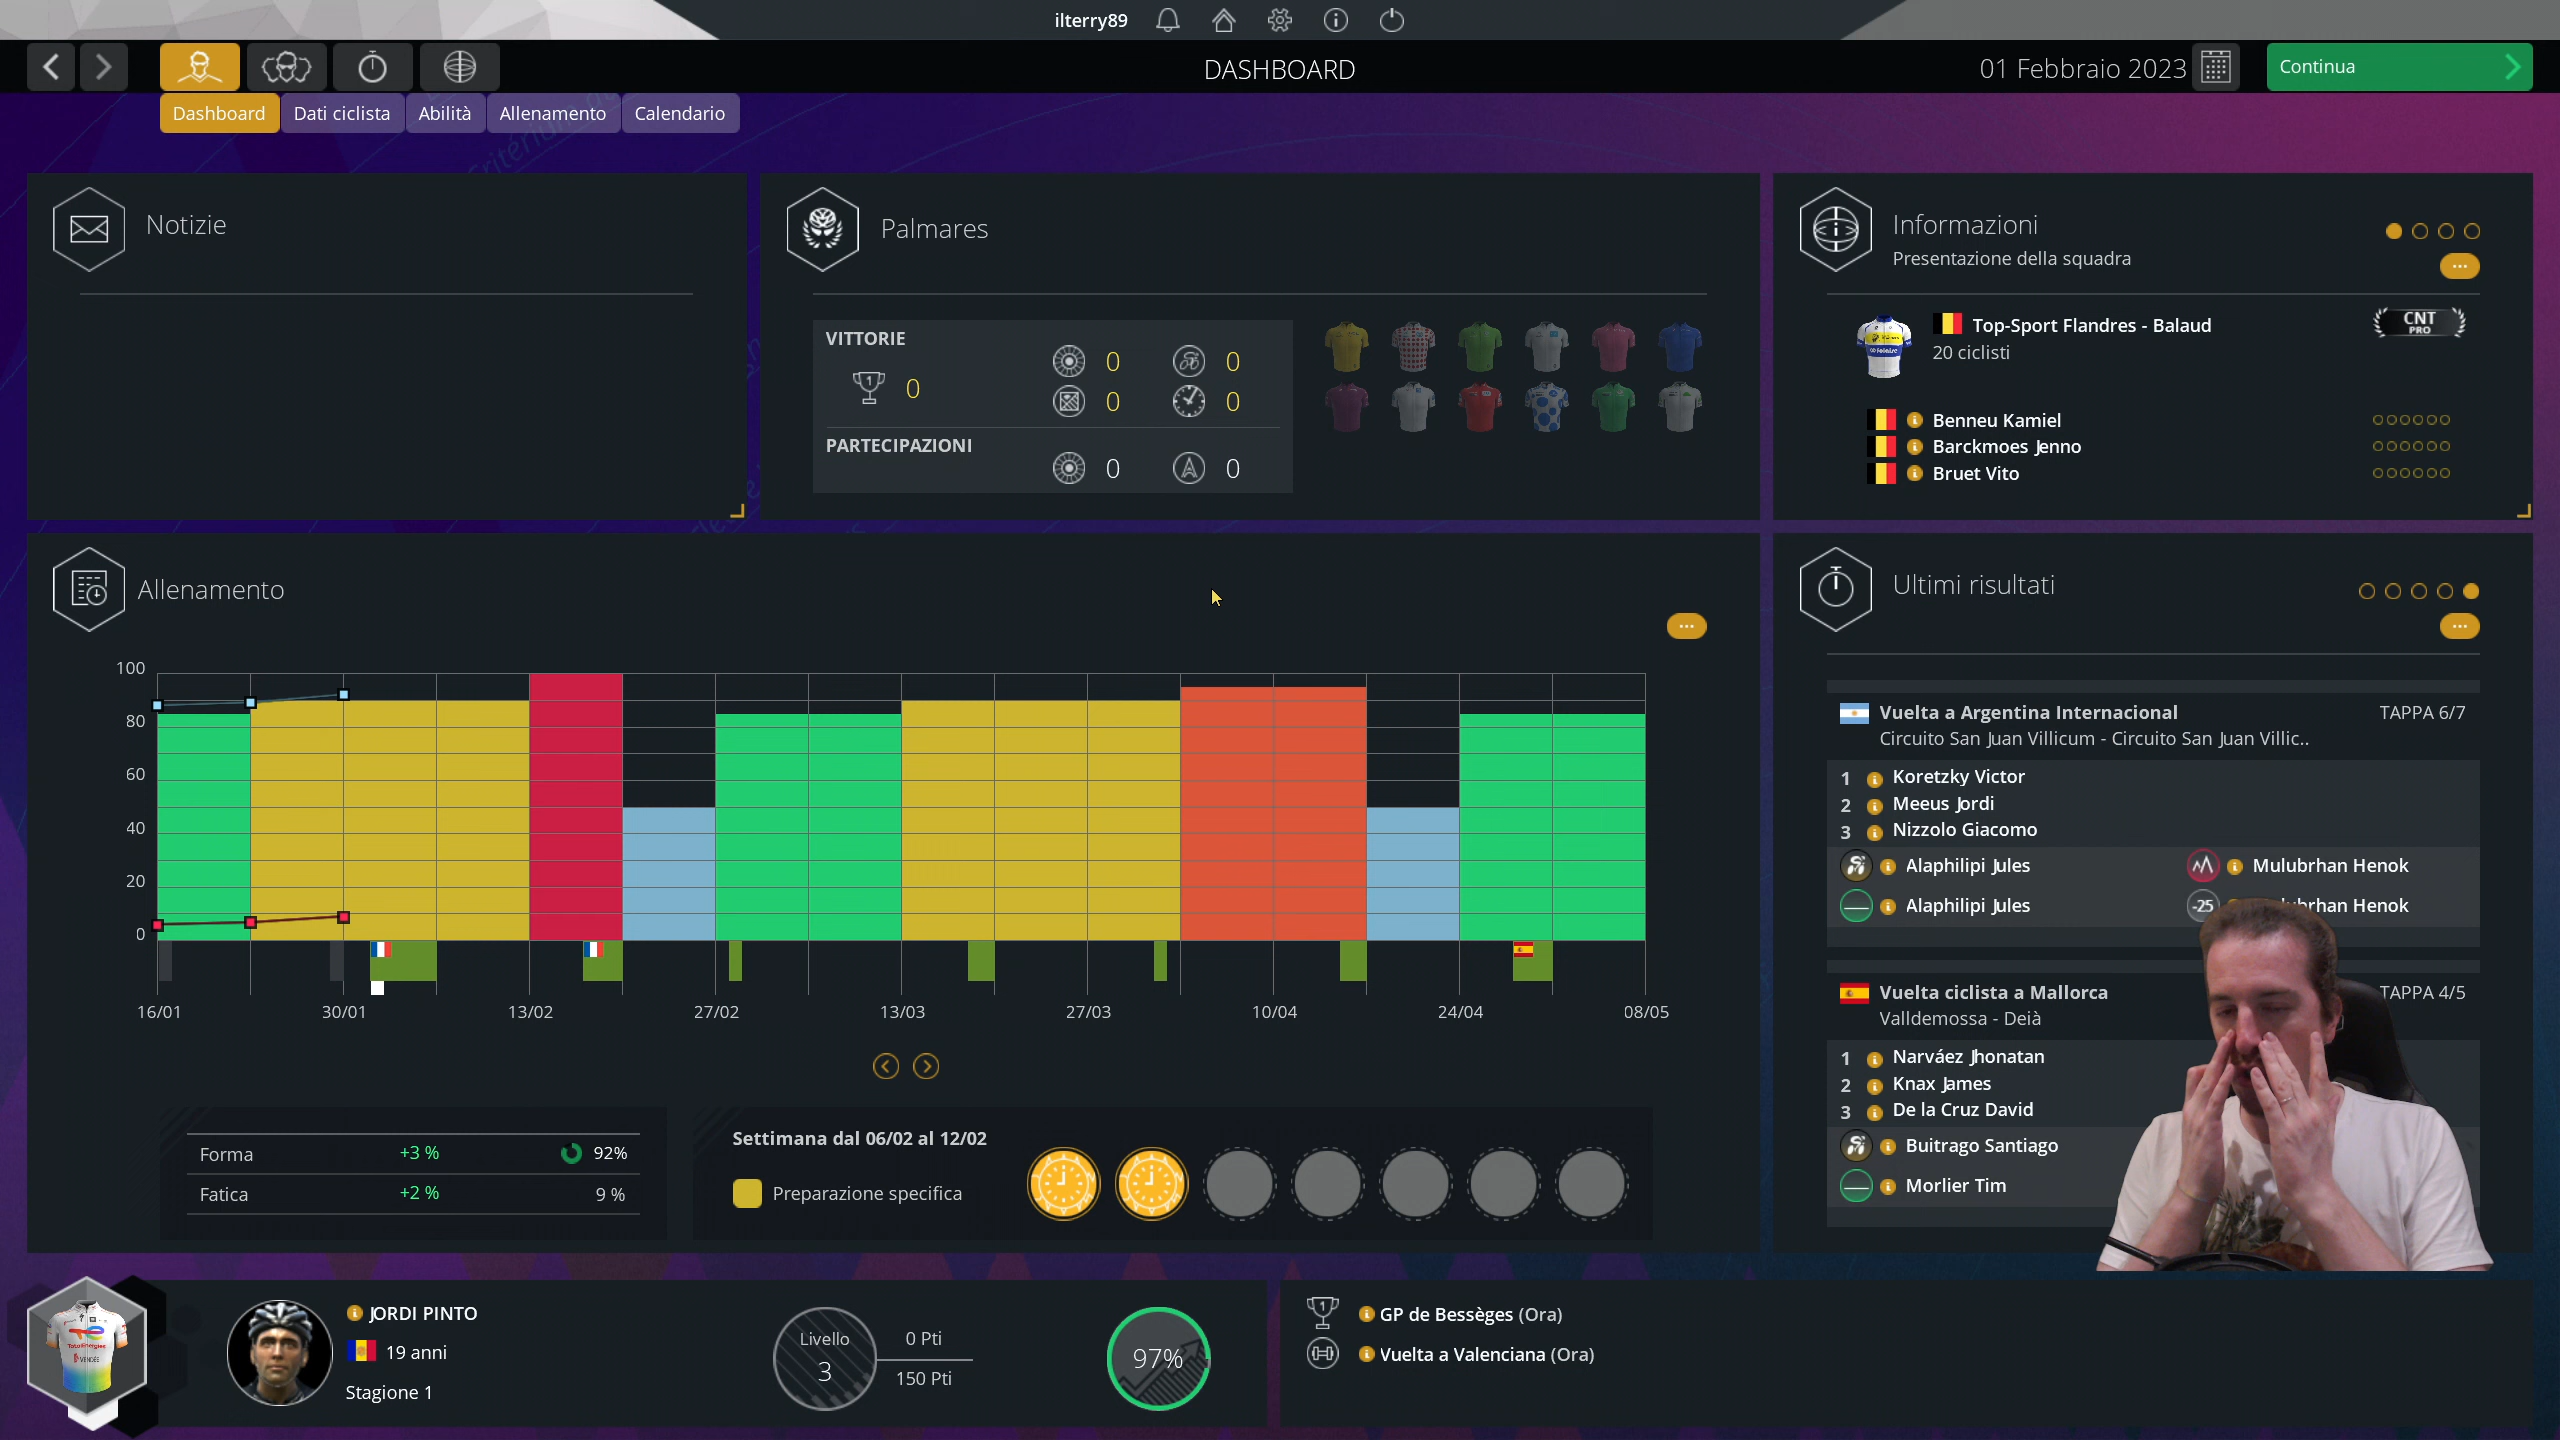 ilterry89
DASHBOARD
01 Febbraio 2023
Continua
Dashboard
Dati ciclista
Abilità
Allenamento
Calendario
Notizie
Palmares
VITTORIE
0
0
0
0
0
PARTECIPAZIONI
0
0
Informazioni
Presentazione della squadra
Top-Sport Flandres - Balaud
20 ciclisti
CNT
PRO
Benneu Kamiel
Barckmoes Jenno
Bruet Vito
Allenamento
100
80
60
40
20
0
16/01
30/01
13/02
27/02
13/03
27/03
10/04
24/04
08/05
Forma +3 % 92%
Fatica +2 % 9 %
Settimana dal 06/02 al 12/02
Preparazione specifica
Ultimi risultati
Vuelta a Argentina Internacional TAPPA 6/7
Circuito San Juan Villicum - Circuito San Juan Villic..
1 Koretzky Victor
2 Meeus Jordi
3 Nizzolo Giacomo
Alaphilipi Jules
Mulubrhan Henok
Alaphilipi Jules
-25
Henok
Vuelta ciclista a Mallorca TAPPA 4/5
Valldemossa - Deià
1 Narváez Jhonatan
2 Knax James
3 De la Cruz David
Buitrago Santiago
Morlier Tim
JORDI PINTO
19 anni
Stagione 1
Livello
3
0 Pti
150 Pti
97%
GP de Bessèges (Ora)
Vuelta a Valenciana (Ora)